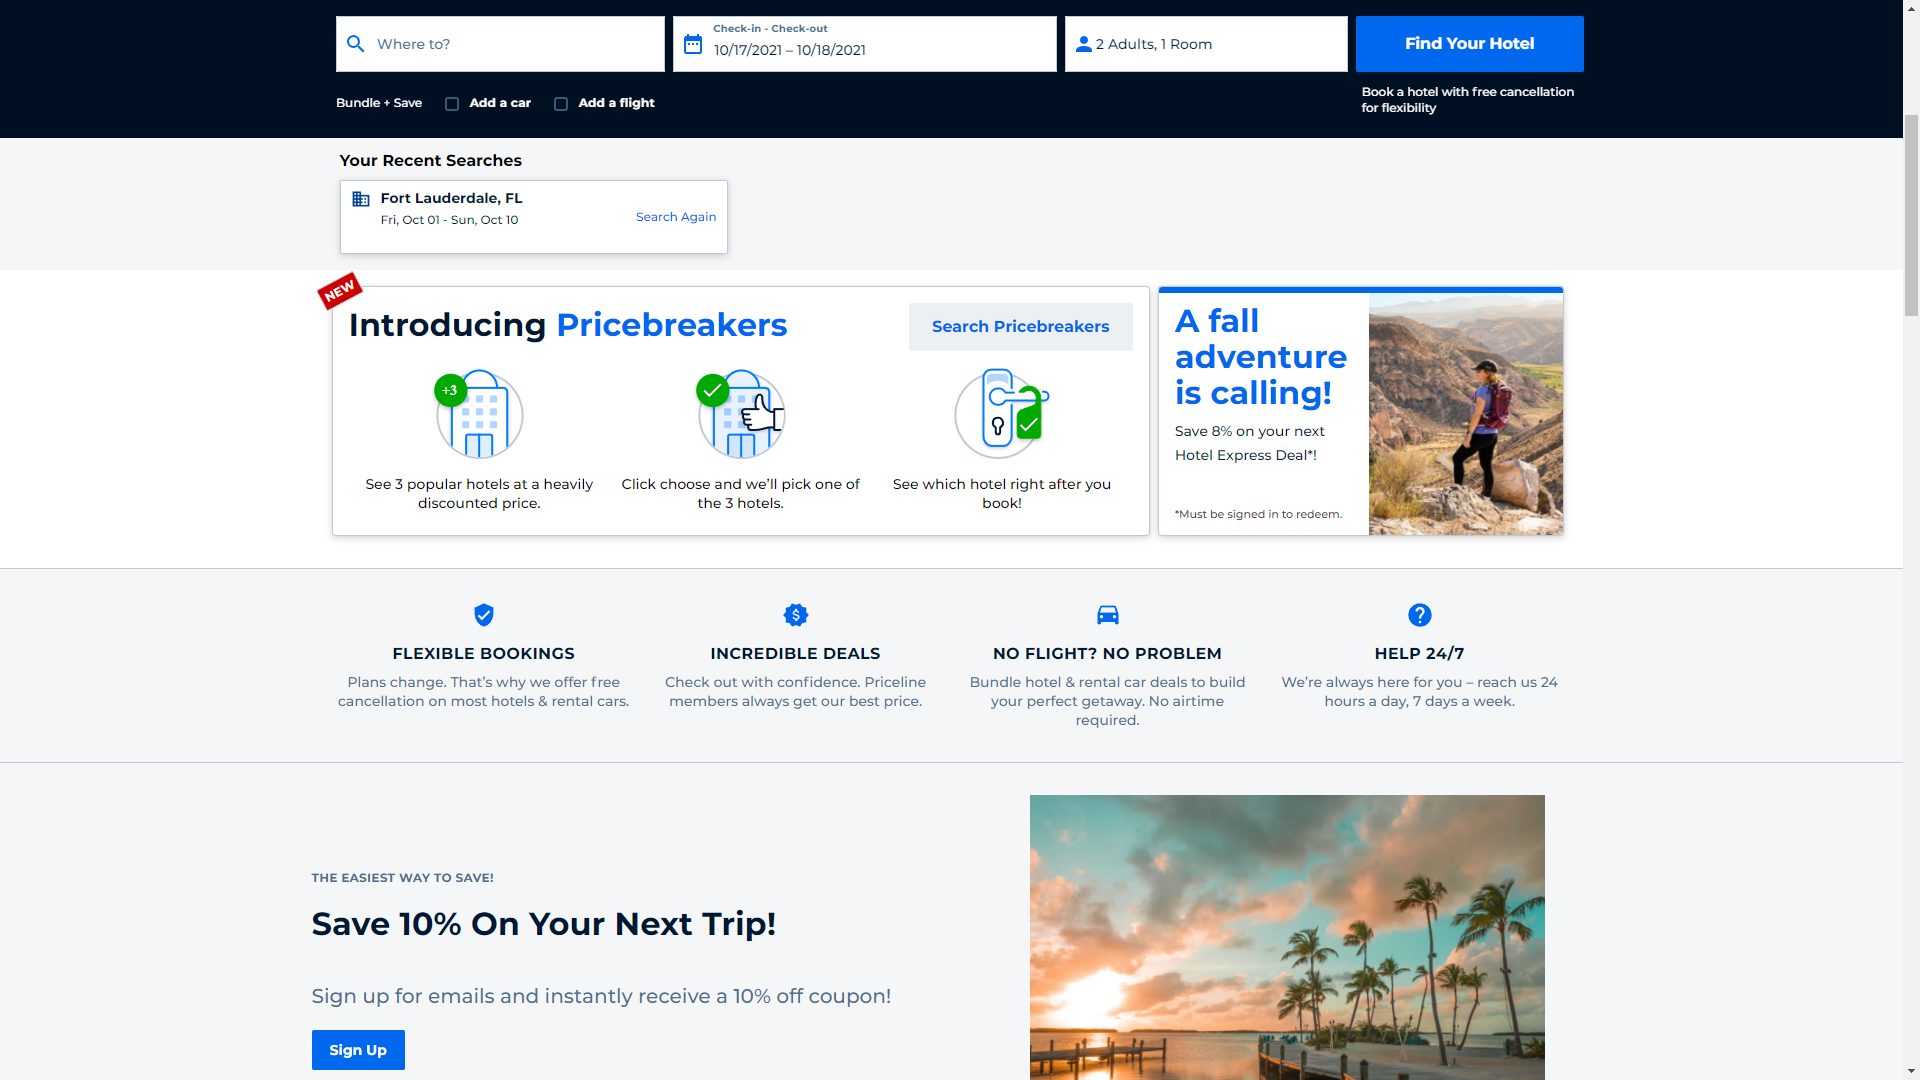 Where to?
Check-in - Check-out
10/17/2021 – 10/18/2021
2 Adults, 1 Room
Find Your Hotel
Bundle + Save
Add a car
Add a flight
Book a hotel with free cancellation
for flexibility
Your Recent Searches
Fort Lauderdale, FL
Fri, Oct 01 - Sun, Oct 10
Search Again
NEW
Introducing Pricebreakers
Search Pricebreakers
+3
See 3 popular hotels at a heavily
discounted price.
Click choose and we’ll pick one of
the 3 hotels.
See which hotel right after you
book!
A fall
adventure
is calling!
Save 8% on your next
Hotel Express Deal*!
*Must be signed in to redeem.
FLEXIBLE BOOKINGS
Plans change. That’s why we offer free
cancellation on most hotels & rental cars.
INCREDIBLE DEALS
Check out with confidence. Priceline
members always get our best price.
NO FLIGHT? NO PROBLEM
Bundle hotel & rental car deals to build
your perfect getaway. No airtime
required.
HELP 24/7
We’re always here for you – reach us 24
hours a day, 7 days a week.
THE EASIEST WAY TO SAVE!
Save 10% On Your Next Trip!
Sign up for emails and instantly receive a 10% off coupon!
Sign Up